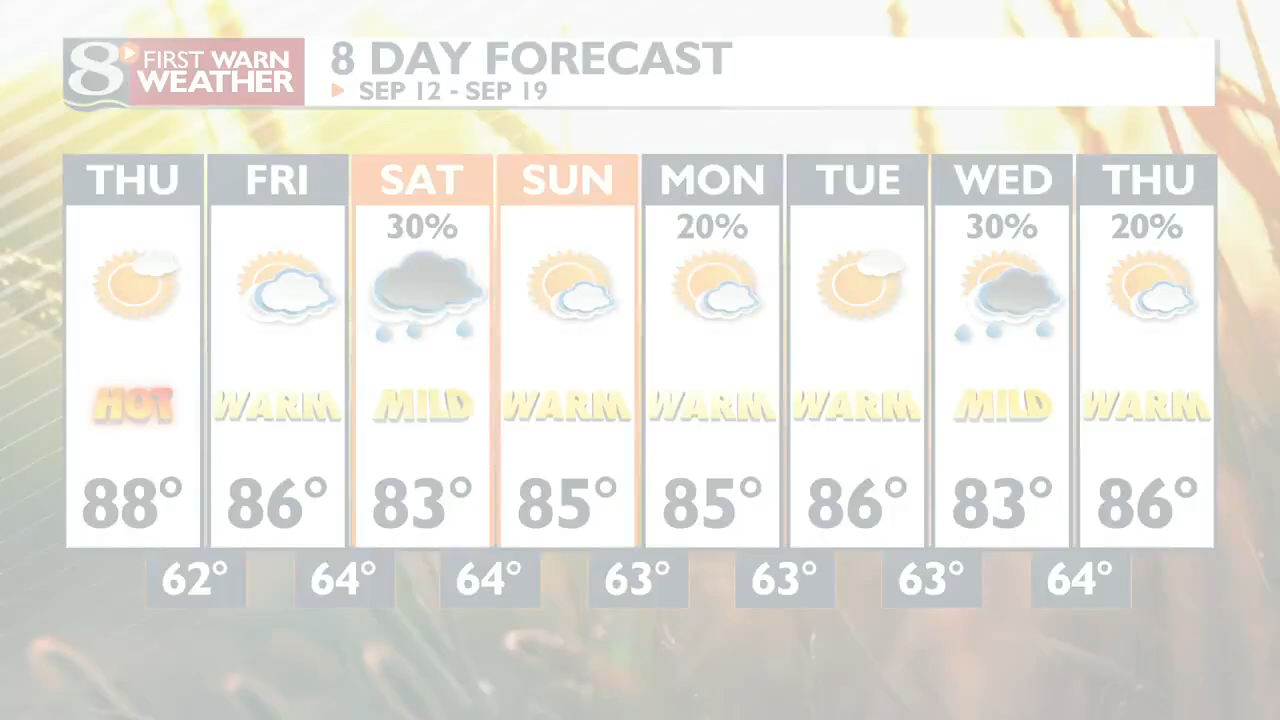 8 FIRST WARN WEATHER
8 DAY FORECAST
SEP 12 - SEP 19
THU FRI SAT SUN MON TUE WED THU
30% 20% 30% 20%
HOT WARM MILD WARM WARM WARM MILD WARM
88° 86° 83° 85° 85° 86° 83° 86°
62° 64° 64° 63° 63° 63° 64°